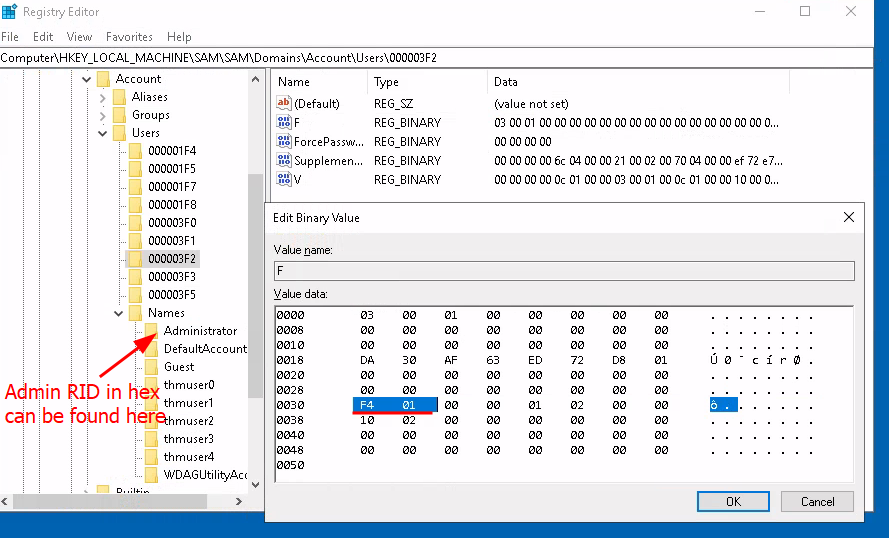 Registry Editor
File Edit View Favorites Help
Computer\HKEY_LOCAL_MACHINE\SAM\SAM\Domains\Account\Users\000003F2
Account
Aliases
Groups
Users
000001F4
000001F5
000001F7
000001F8
000003F0
000003F1
000003F2
000003F3
000003F5
Names
Administrator
DefaultAccount
Guest
thmuser0
thmuser1
thmuser2
thmuser3
thmuser4
WDAGUtilityAcc
Builtin
Admin RID in hex
can be found here
Name Type Data
(Default) REG_SZ (value not set)
F REG_BINARY 03 00 01 00 00 00 00 00 00 00 00 00 00 00 00 00 0...
ForcePassw... REG_BINARY 00 00 00 00
Supplemen... REG_BINARY 00 00 00 00 6c 04 00 00 21 00 02 00 70 04 00 00 ef 72 e7...
V REG_BINARY 00 00 00 00 0c 01 00 00 03 00 01 00 0c 01 00 00 10 00 0...
Edit Binary Value
Value name:
F
Value data:
0000 03 00 01 00 00 00 00 00 . . . . . . . .
0008 00 00 00 00 00 00 00 00 . . . . . . . .
0010 00 00 00 00 00 00 00 00 . . . . . . . .
0018 DA 30 AF 63 ED 72 D8 01 Ú 0 ¯ c í r Ø .
0020 00 00 00 00 00 00 00 00 . . . . . . . .
0028 00 00 00 00 00 00 00 00 . . . . . . . .
0030 F4 01 00 00 01 02 00 00 ô . . . . . . .
0038 10 02 00 00 00 00 00 00 . . . . . . . .
0040 00 00 00 00 00 00 00 00 . . . . . . . .
0048 00 00 00 00 00 00 00 00 . . . . . . . .
0050
OK Cancel